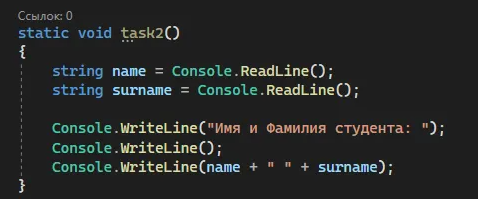 Ссылок: 0
static void task2()
{
string name = Console.ReadLine();
string surname = Console.ReadLine();
Console.WriteLine("Имя и Фамилия студента: ");
Console.WriteLine();
Console.WriteLine(name + " " + surname);
}